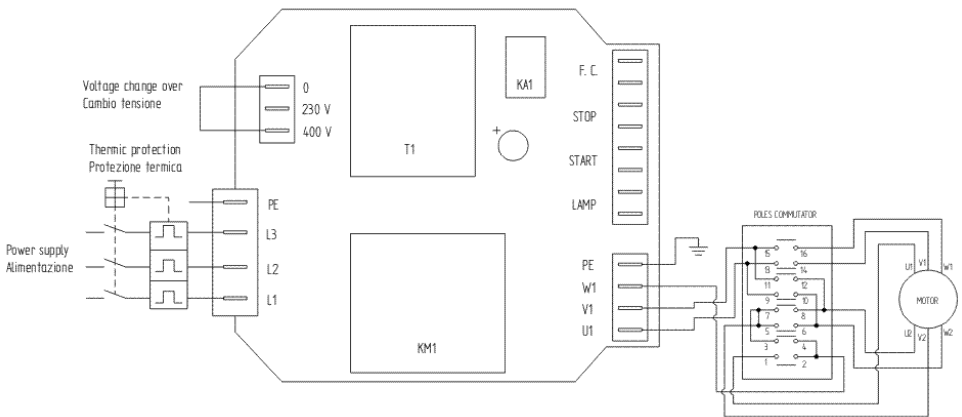 Voltage change over
Cambio tensione
0
230 V
400 V
Thermic protection
Protezione termica
Power supply
Alimentazione
PE
L3
L2
L1
T1
KA1
+
KM1
F. C.
STOP
START
LAMP
PE
W1
V1
U1
POLES COMMUTATOR
15 16
13 14
11 12
9 10
7 8
5 6
3 4
1 2
U1 V1 W1
MOTOR
U2 V2 W2